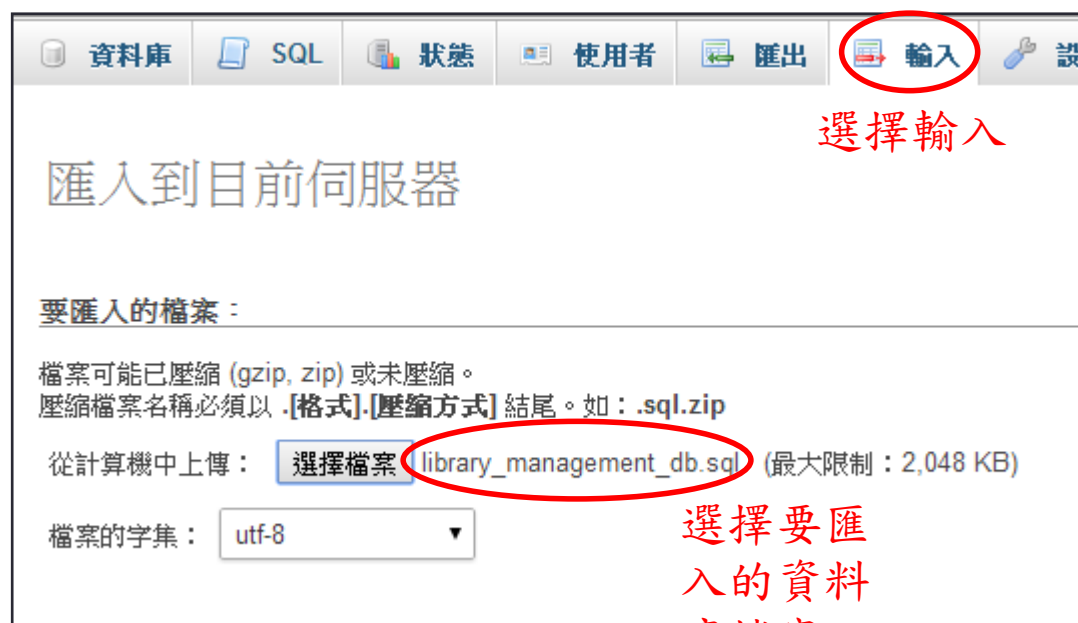 資料庫 SQL 狀態 使用者 匯出 輸入
選擇輸入
匯入到目前伺服器
要匯入的檔案：
檔案可能已壓縮 (gzip, zip) 或未壓縮。
壓縮檔案名稱必須以 .[格式].[壓縮方式] 結尾。如：.sql.zip
從計算機中上傳： 選擇檔案 library_management_db.sql (最大限制：2,048 KB)
檔案的字集： utf-8
選擇要匯
入的資料